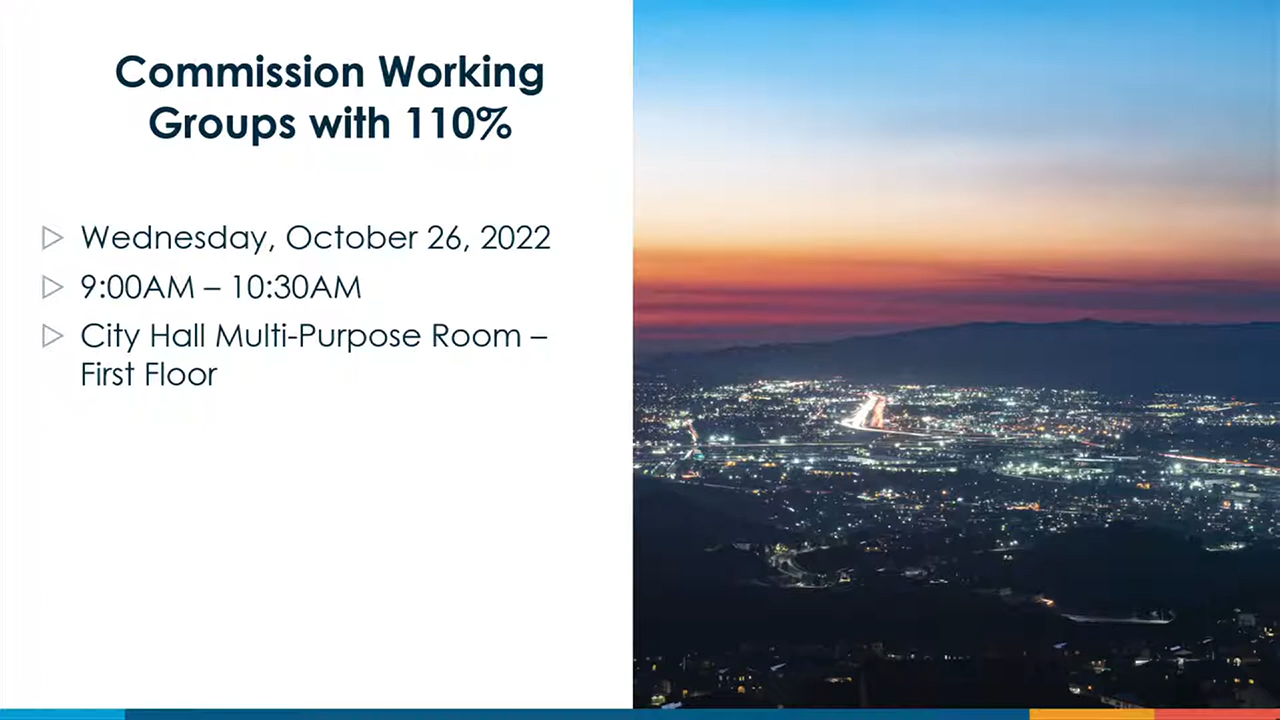 Commission Working
Groups with 110%
Wednesday, October 26, 2022
9:00AM – 10:30AM
City Hall Multi-Purpose Room –
First Floor